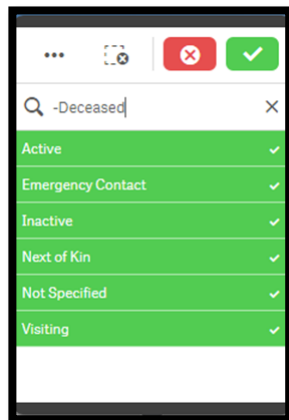 -Deceased
Active
Emergency Contact
Inactive
Next of Kin
Not Specified
Visiting